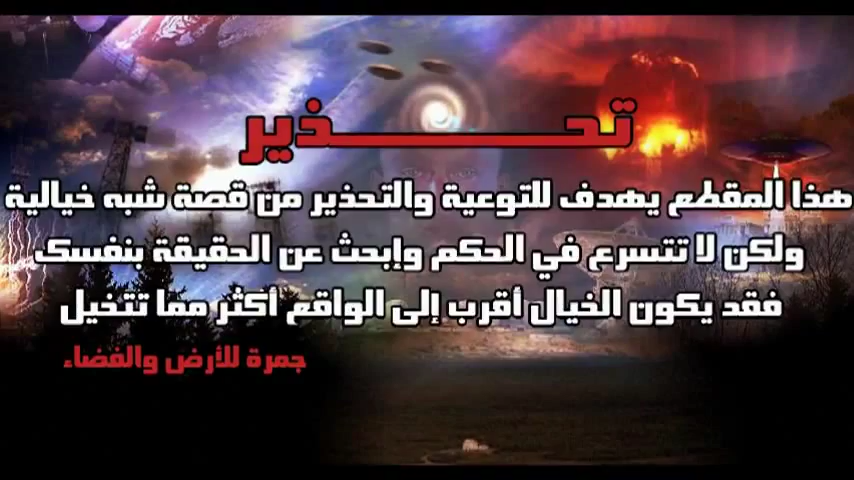 تحـــــــذير
هذا المقطع يهدف للتوعية والتحذير من قصة شبه خيالية
ولكن لا تتسرع في الحكم وإبحث عن الحقيقة بنفسك
فقد يكون الخيال أقرب إلى الواقع أكثر مما تتخيل
جمرة للأرض والفضاء